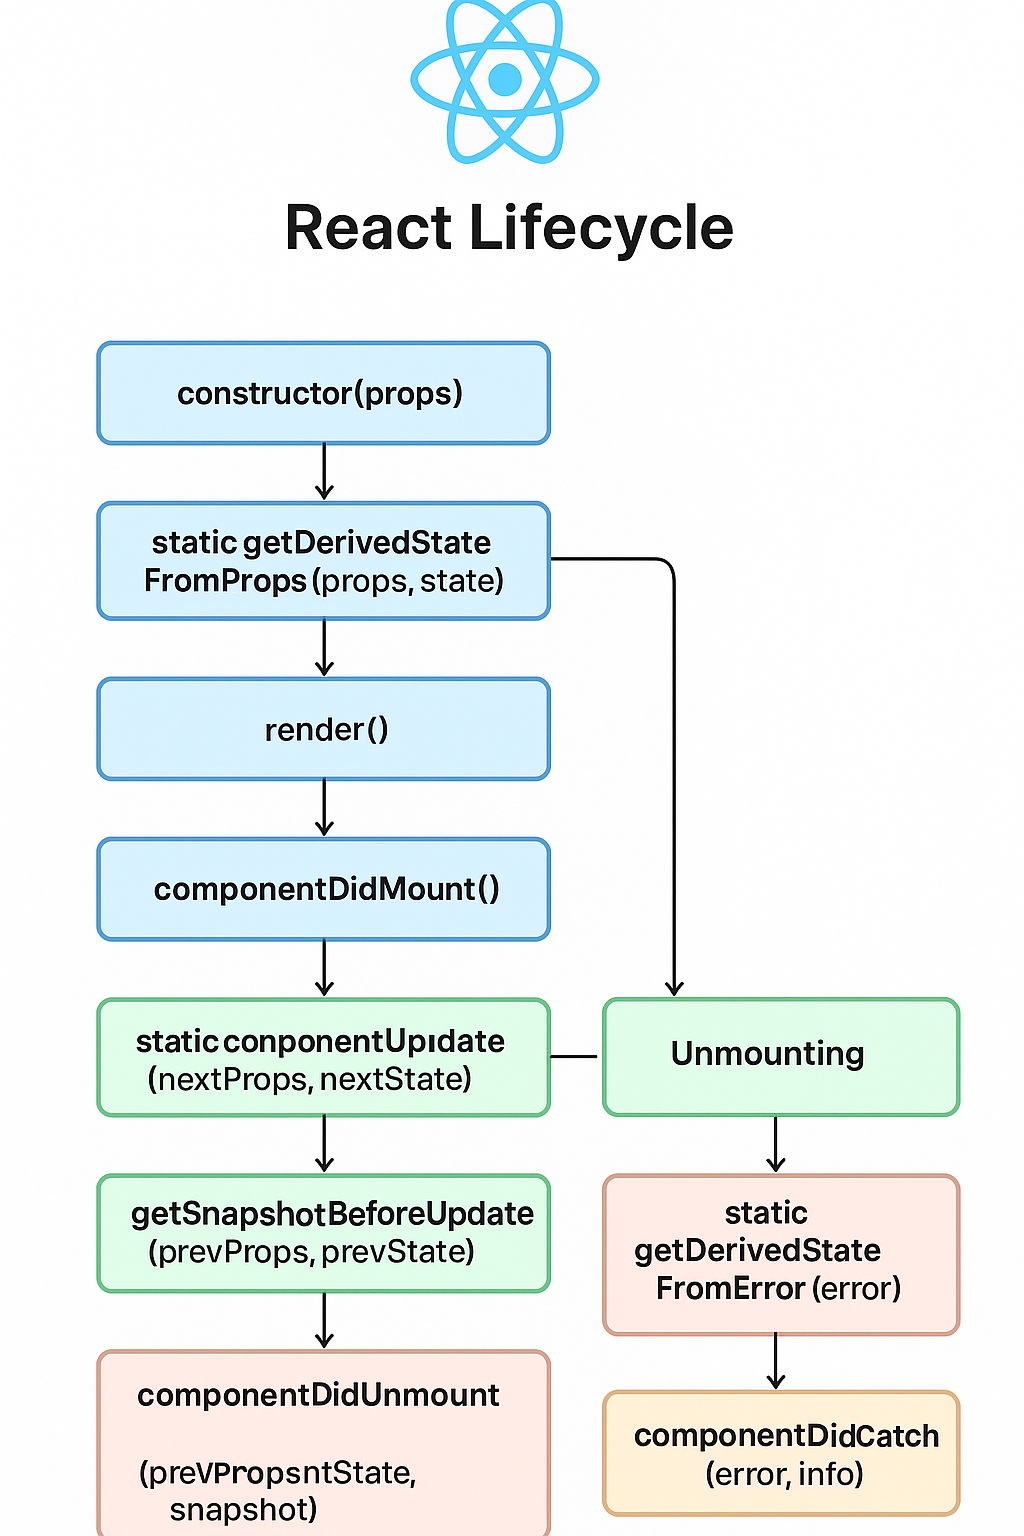 React Lifecycle
constructor(props)
static getDerivedState
FromProps(props, state)
render()
componentDidMount()
static conponentUpıdate
(nextProps, nextState)
Unmounting
getSnapshotBeforeUpdate
(prevProps, prevState)
static
getDerivedState
FromError (error)
componentDidUnmount
(preVPropsntState,
snapshot)
componentDidCatch
(error, info)